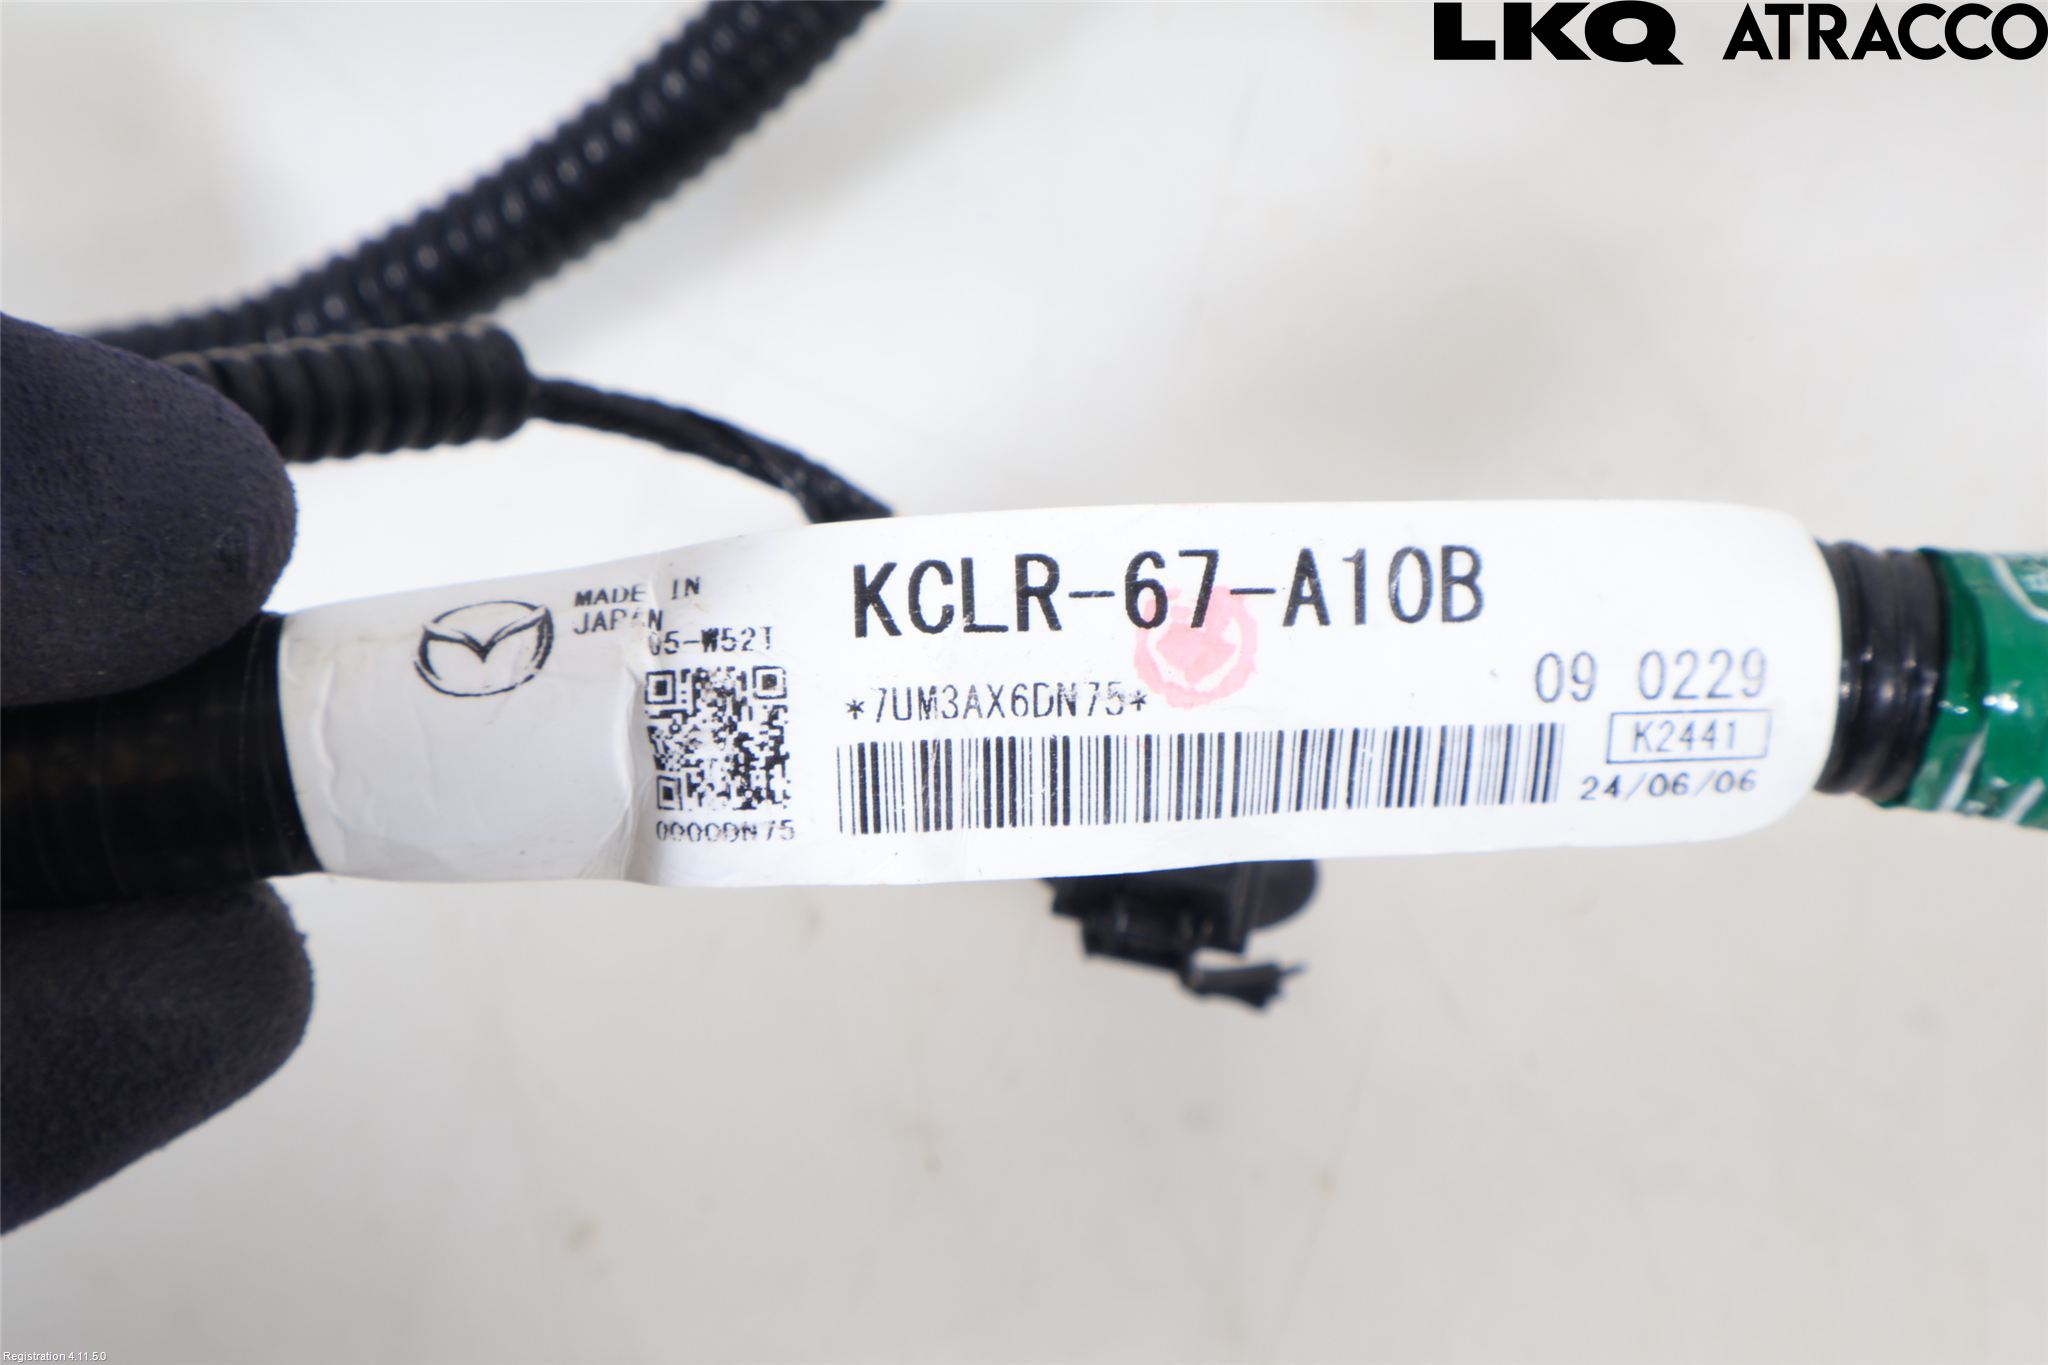 LKQ ATRACCO
MADE IN
JAPAN
05-W52T
KCLR-67-A10B
*7UM3AX6DN75*
09 0229
K2441
24/06/06
0000DN75
Registration 4.11.5.0